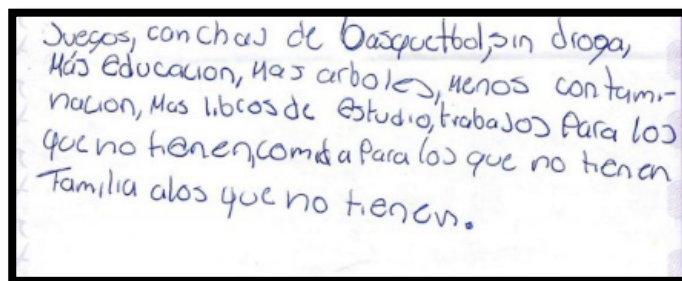 Juegos, canchas de basquetbol, sin droga,
Más educacion, Mas arboles, menos contami-
nacion, Mas libros de estudio, trabajos para los
que no tienen, comida para los que no tienen
Familia alos que no tienen.